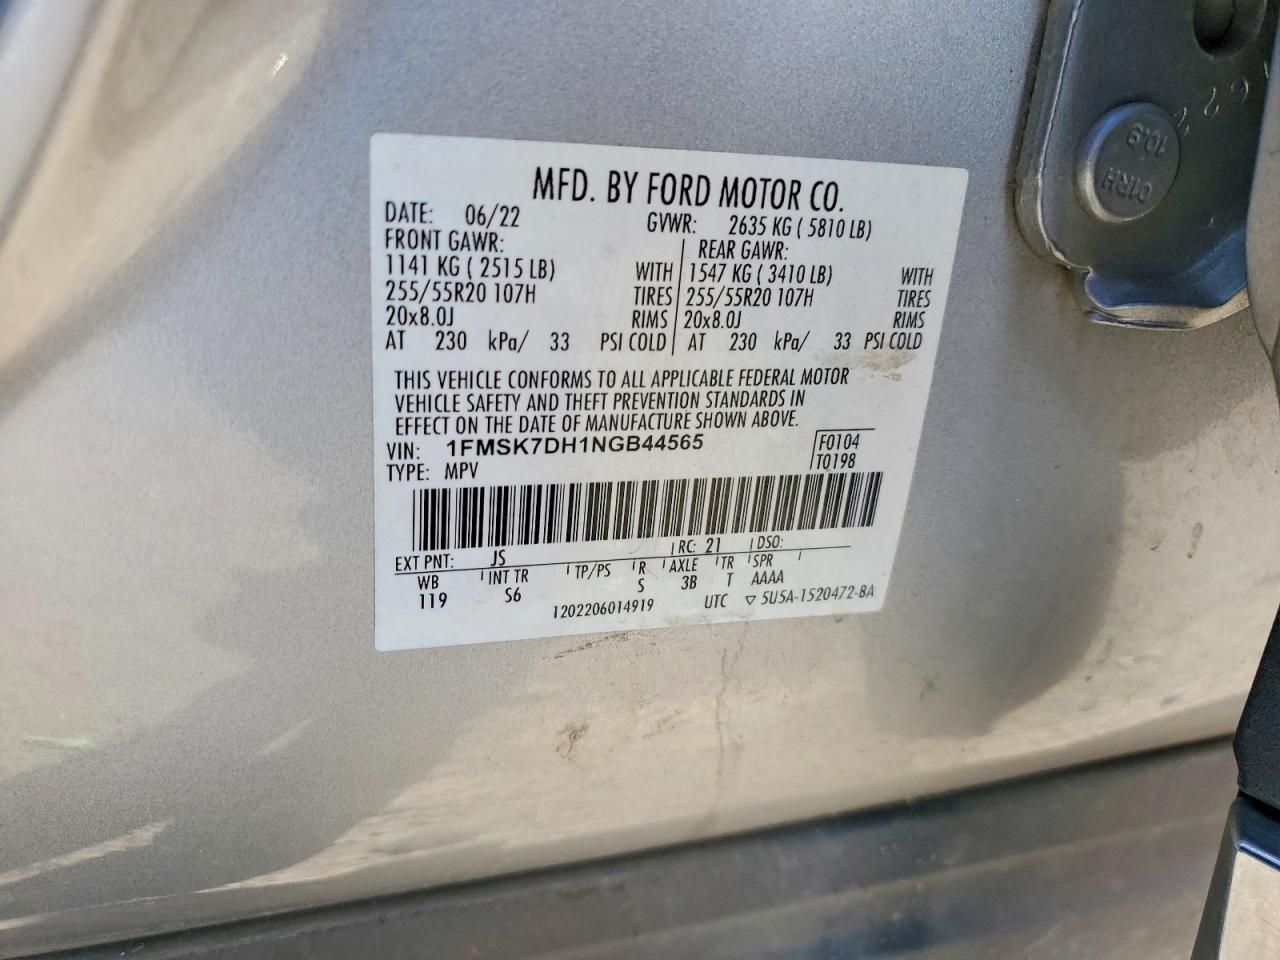 MFD. BY FORD MOTOR CO.
DATE: 06/22 GVWR: 2635 KG ( 5810 LB)
FRONT GAWR: REAR GAWR:
1141 KG ( 2515 LB) WITH 1547 KG ( 3410 LB) WITH
255/55R20 107H TIRES 255/55R20 107H TIRES
20x8.0J RIMS 20x8.0J RIMS
AT 230 kPa/ 33 PSI COLD AT 230 kPa/ 33 PSI COLD
THIS VEHICLE CONFORMS TO ALL APPLICABLE FEDERAL MOTOR
VEHICLE SAFETY AND THEFT PREVENTION STANDARDS IN
EFFECT ON THE DATE OF MANUFACTURE SHOWN ABOVE.
VIN: 1FMSK7DH1NGB44565 F0104
TYPE: MPV T0198
EXT PNT: JS RC: 21 DSO:
WB INT TR TP/PS R AXLE TR SPR
119 S6 S 3B T AAAA
1202206014919 UTC ▽ 5U5A-1520472-BA
10.9
01RH